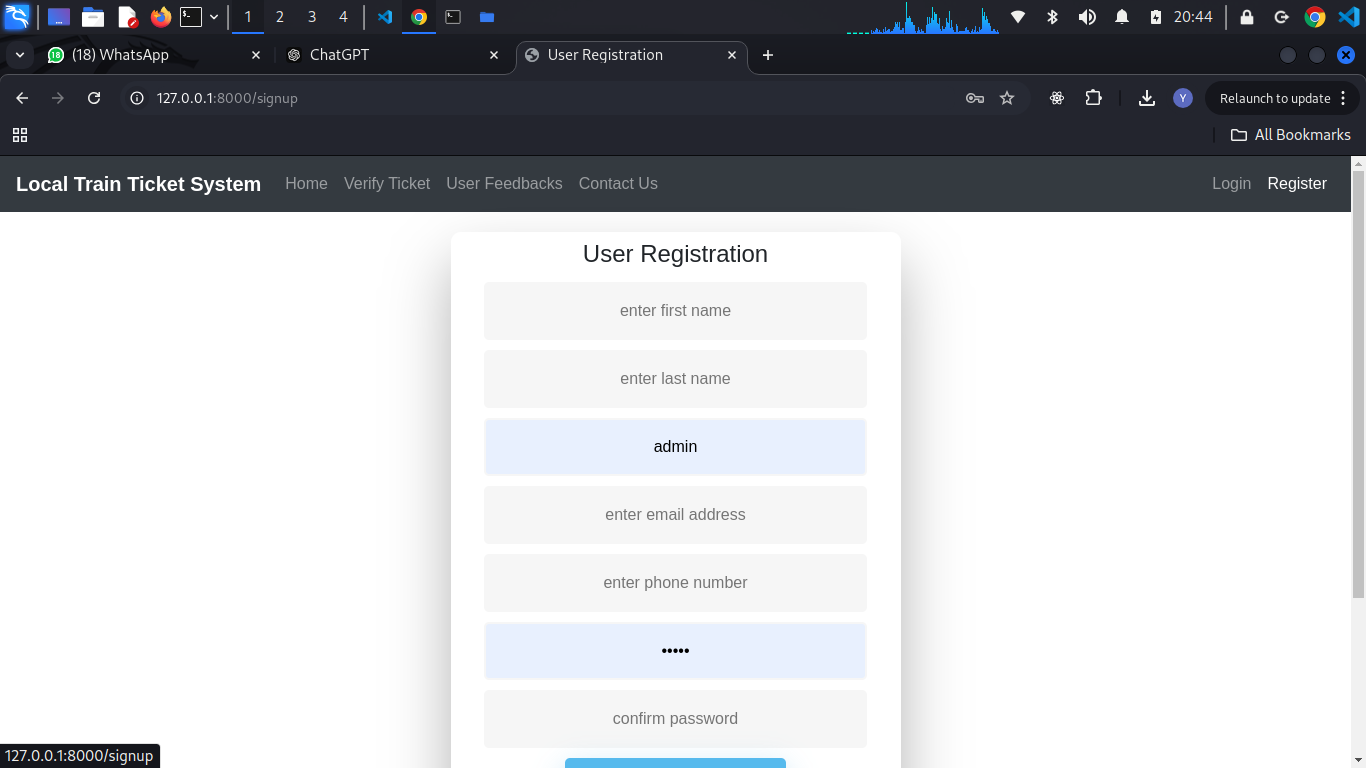 1 2 3 4 20:44
(18) WhatsApp ChatGPT User Registration
127.0.0.1:8000/signup Y Relaunch to update
All Bookmarks
Local Train Ticket System Home Verify Ticket User Feedbacks Contact Us Login Register
User Registration
enter first name
enter last name
admin
enter email address
enter phone number
•••••
confirm password
127.0.0.1:8000/signup